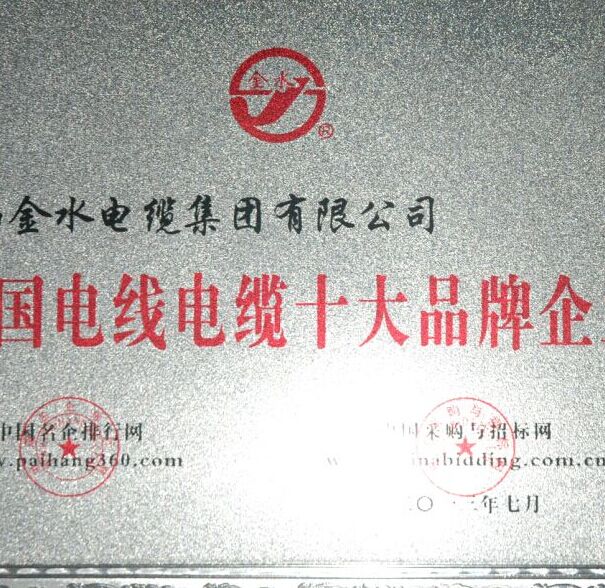 金水
®
金水电缆集团有限公司
国电线电缆十大品牌企
中国名企排行网
.paihang360.com
国采购与招标网
inabidding.com.cn
年七月